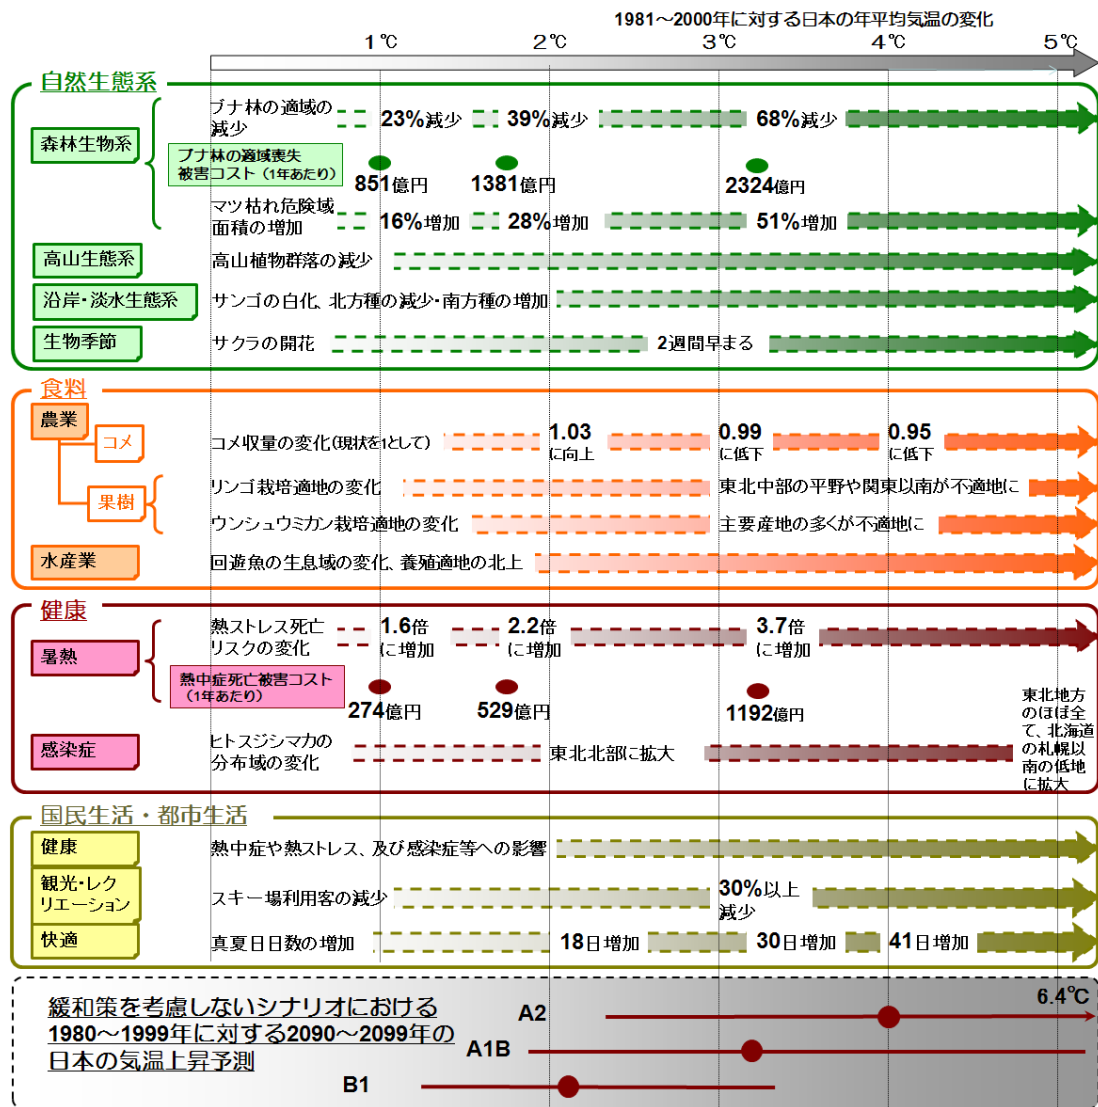 1981～2000年に対する日本の年平均気温の変化
1℃ 2℃ 3℃ 4℃ 5℃
自然生態系
森林生物系
ブナ林の適域の
減少
23%減少 39%減少 68%減少
ブナ林の適域喪失
被害コスト（1年あたり）
851億円 1381億円 2324億円
マツ枯れ危険域
面積の増加
16%増加 28%増加 51%増加
高山生態系
高山植物群落の減少
沿岸・淡水生態系
サンゴの白化、北方種の減少・南方種の増加
生物季節
サクラの開花
2週間早まる
食料
農業
コメ
コメ収量の変化(現状を1として)
1.03
に向上
0.99
に低下
0.95
に低下
果樹
リンゴ栽培適地の変化
東北中部の平野や関東以南が不適地に
ウンシュウミカン栽培適地の変化
主要産地の多くが不適地に
水産業
回遊魚の生息域の変化、養殖適地の北上
健康
暑熱
熱ストレス死亡
リスクの変化
1.6倍
に増加
2.2倍
に増加
3.7倍
に増加
熱中症死亡被害コスト
（1年あたり）
274億円 529億円 1192億円
感染症
ヒトスジシマカの
分布域の変化
東北北部に拡大
東北地方
のほぼ全
て、北海道
の札幌以
南の低地
に拡大
国民生活・都市生活
健康
熱中症や熱ストレス、及び感染症等への影響
観光・レク
リエーション
スキー場利用客の減少
30%以上
減少
快適
真夏日日数の増加
18日増加 30日増加 41日増加
緩和策を考慮しないシナリオにおける
1980～1999年に対する2090～2099年の
日本の気温上昇予測
6.4℃
A2
A1B
B1